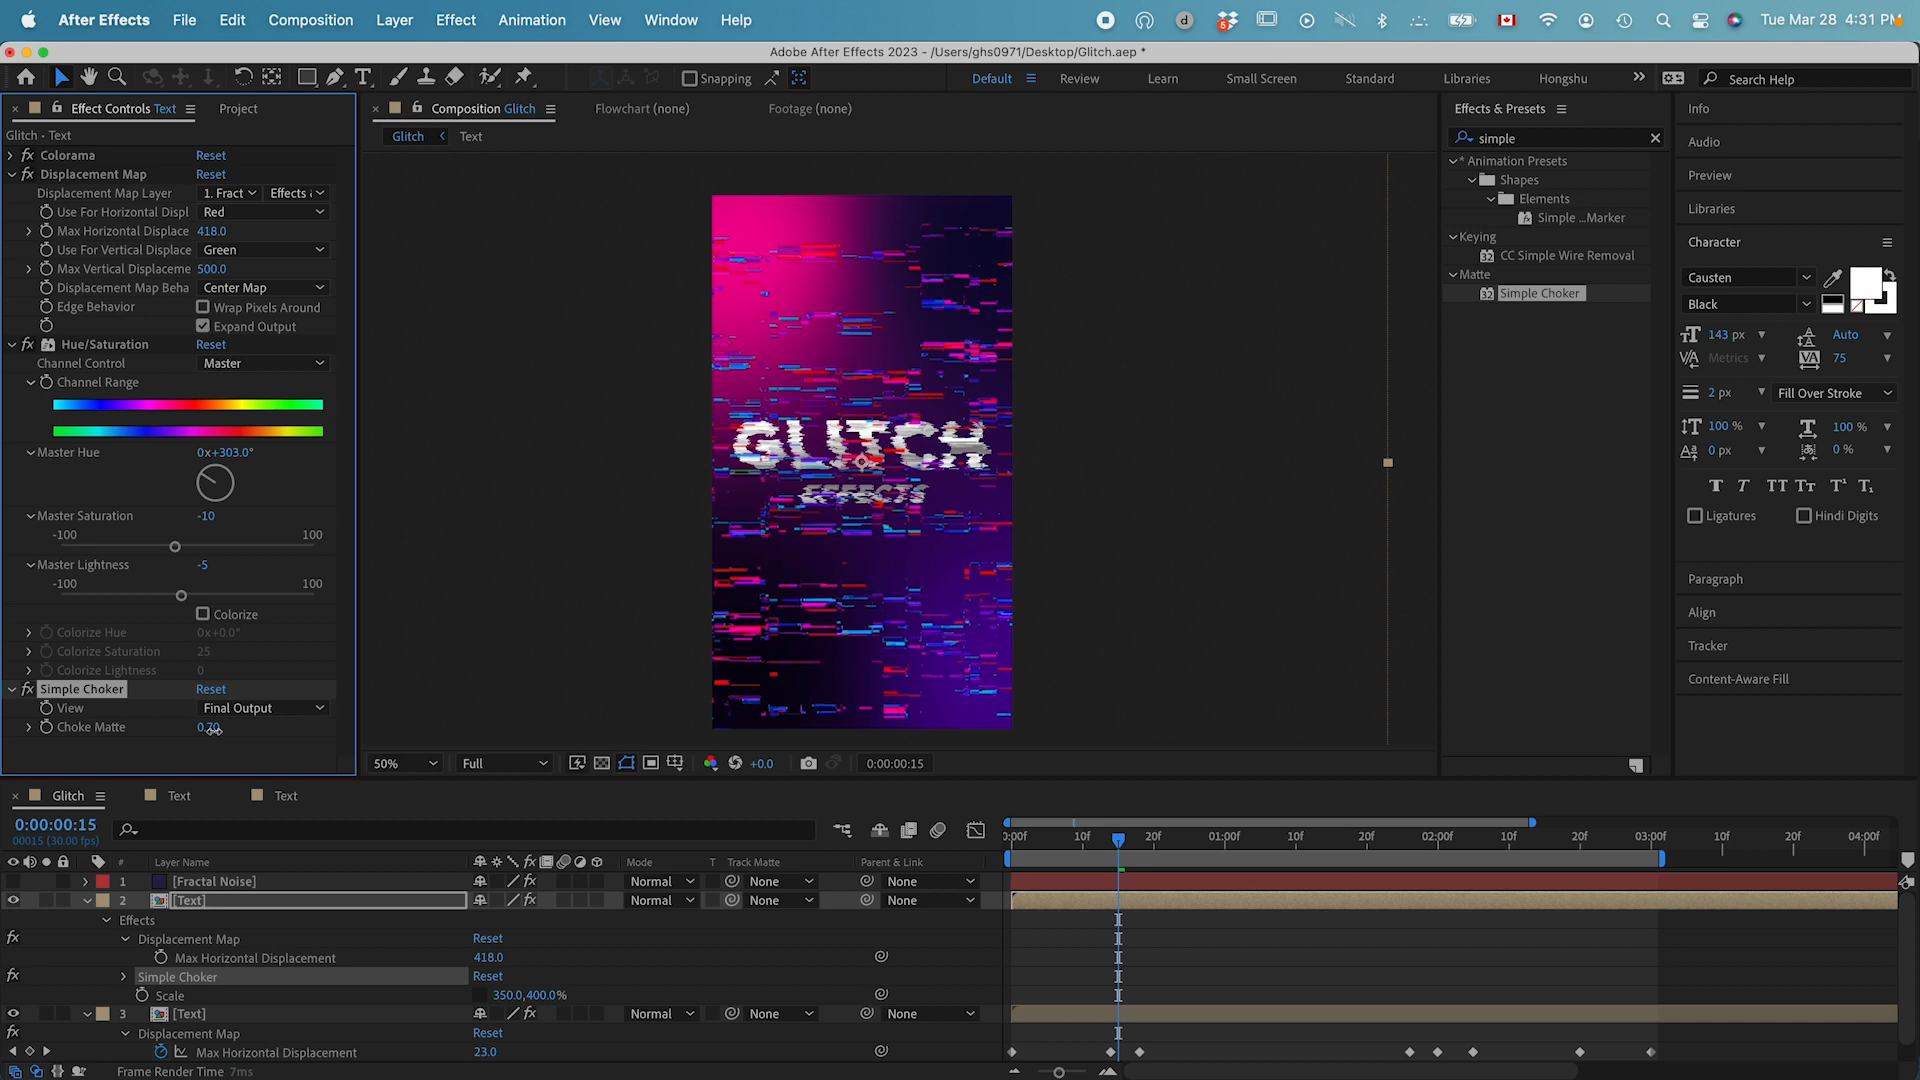 After Effects File Edit Composition Layer Effect Animation View Window Help Tue Mar 28 4:31 PM
Adobe After Effects 2023 - /Users/ghs0971/Desktop/Glitch.aep *
Snapping Default Review Learn Small Screen Standard Libraries Hongshu Search Help
Effect Controls Text Project
Composition Glitch Flowchart (none) Footage (none)
Glitch Text
Glitch • Text
Colorama Reset
Displacement Map Reset
Displacement Map Layer 1. Fract Effects
Use For Horizontal Displ Red
Max Horizontal Displace 418.0
Use For Vertical Displace Green
Max Vertical Displaceme 500.0
Displacement Map Beha Center Map
Edge Behavior Wrap Pixels Around
Expand Output
Hue/Saturation Reset
Channel Control Master
Channel Range
Master Hue 0x+303.0°
Master Saturation -10
-100 100
Master Lightness -5
-100 100
Colorize
Colorize Hue 0x+0.0°
Colorize Saturation 25
Colorize Lightness 0
Simple Choker Reset
View Final Output
Choke Matte 0.70
GLITCH
EFFECTS
50% Full +0.0 0:00:00:15
Effects & Presets
simple
* Animation Presets
Shapes
Elements
Simple ...Marker
Keying
CC Simple Wire Removal
Matte
Simple Choker
Info
Audio
Preview
Libraries
Character
Causten
Black
143 px Auto
Metrics 75
2 px Fill Over Stroke
100 % 100 %
0 px 0 %
T T TT Tt T¹ T₁
Ligatures Hindi Digits
Paragraph
Align
Tracker
Content-Aware Fill
Glitch Text Text
0:00:00:15
00015 (30.00 fps)
0:00f 10f 20f 01:00f 10f 20f 02:00f 10f 20f 03:00f 10f 20f 04:00f
# Layer Name Mode T Track Matte Parent & Link
1 [Fractal Noise] Normal None None
2 [Text] Normal None None
Effects
Displacement Map Reset
Max Horizontal Displacement 418.0
Simple Choker Reset
Scale 350.0,400.0%
3 [Text] Normal None None
Displacement Map Reset
Max Horizontal Displacement 23.0
Frame Render Time 7ms